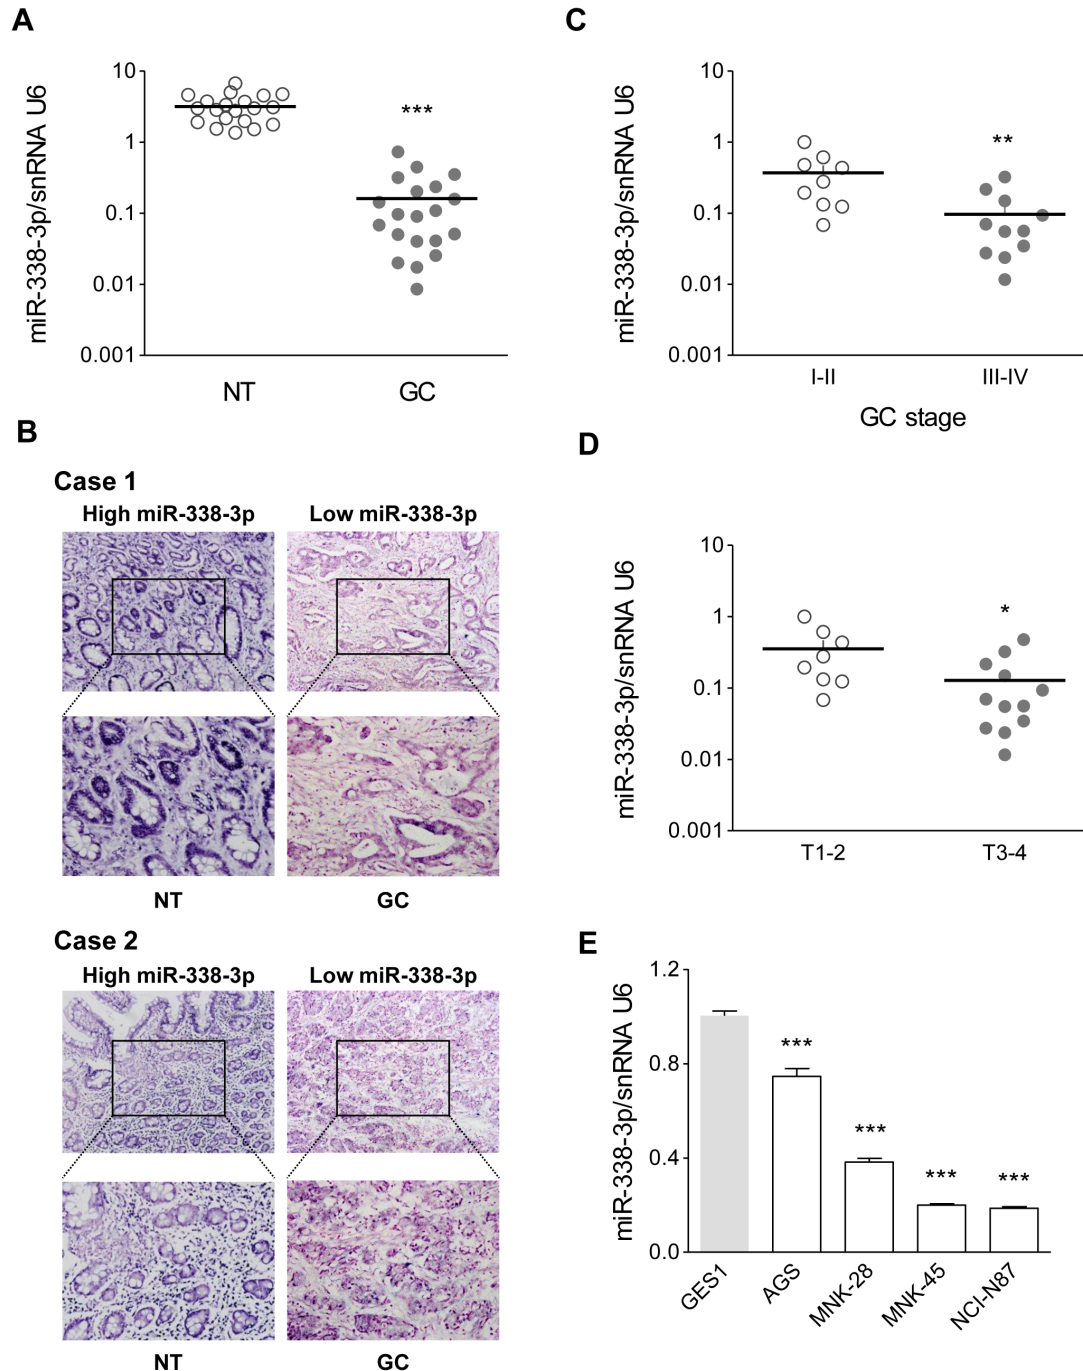 A
miR-338-3p/snRNA U6
10
1
0.1
0.01
0.001
***
NT
GC
B
Case 1
High miR-338-3p
Low miR-338-3p
NT
GC
Case 2
High miR-338-3p
Low miR-338-3p
NT
GC
C
miR-338-3p/snRNA U6
10
1
0.1
0.01
0.001
**
I-II
III-IV
GC stage
D
miR-338-3p/snRNA U6
10
1
0.1
0.01
0.001
*
T1-2
T3-4
E
miR-338-3p/snRNA U6
1.2
0.8
0.4
0.0
***
***
***
***
GES1
AGS
MNK-28
MNK-45
NCI-N87